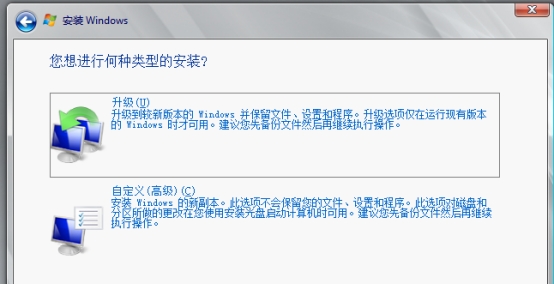 安装 Windows
您想进行何种类型的安装?
升级(U)
升级到较新版本的 Windows 并保留文件、设置和程序。升级选项仅在运行现有版本
的 Windows 时才可用。建议您先备份文件然后再继续执行操作。
自定义(高级)(C)
安装 Windows 的新副本。此选项不会保留您的文件、设置和程序。此选项对磁盘和
分区所做的更改在您使用安装光盘启动计算机时可用。建议您先备份文件然后再继续
执行操作。